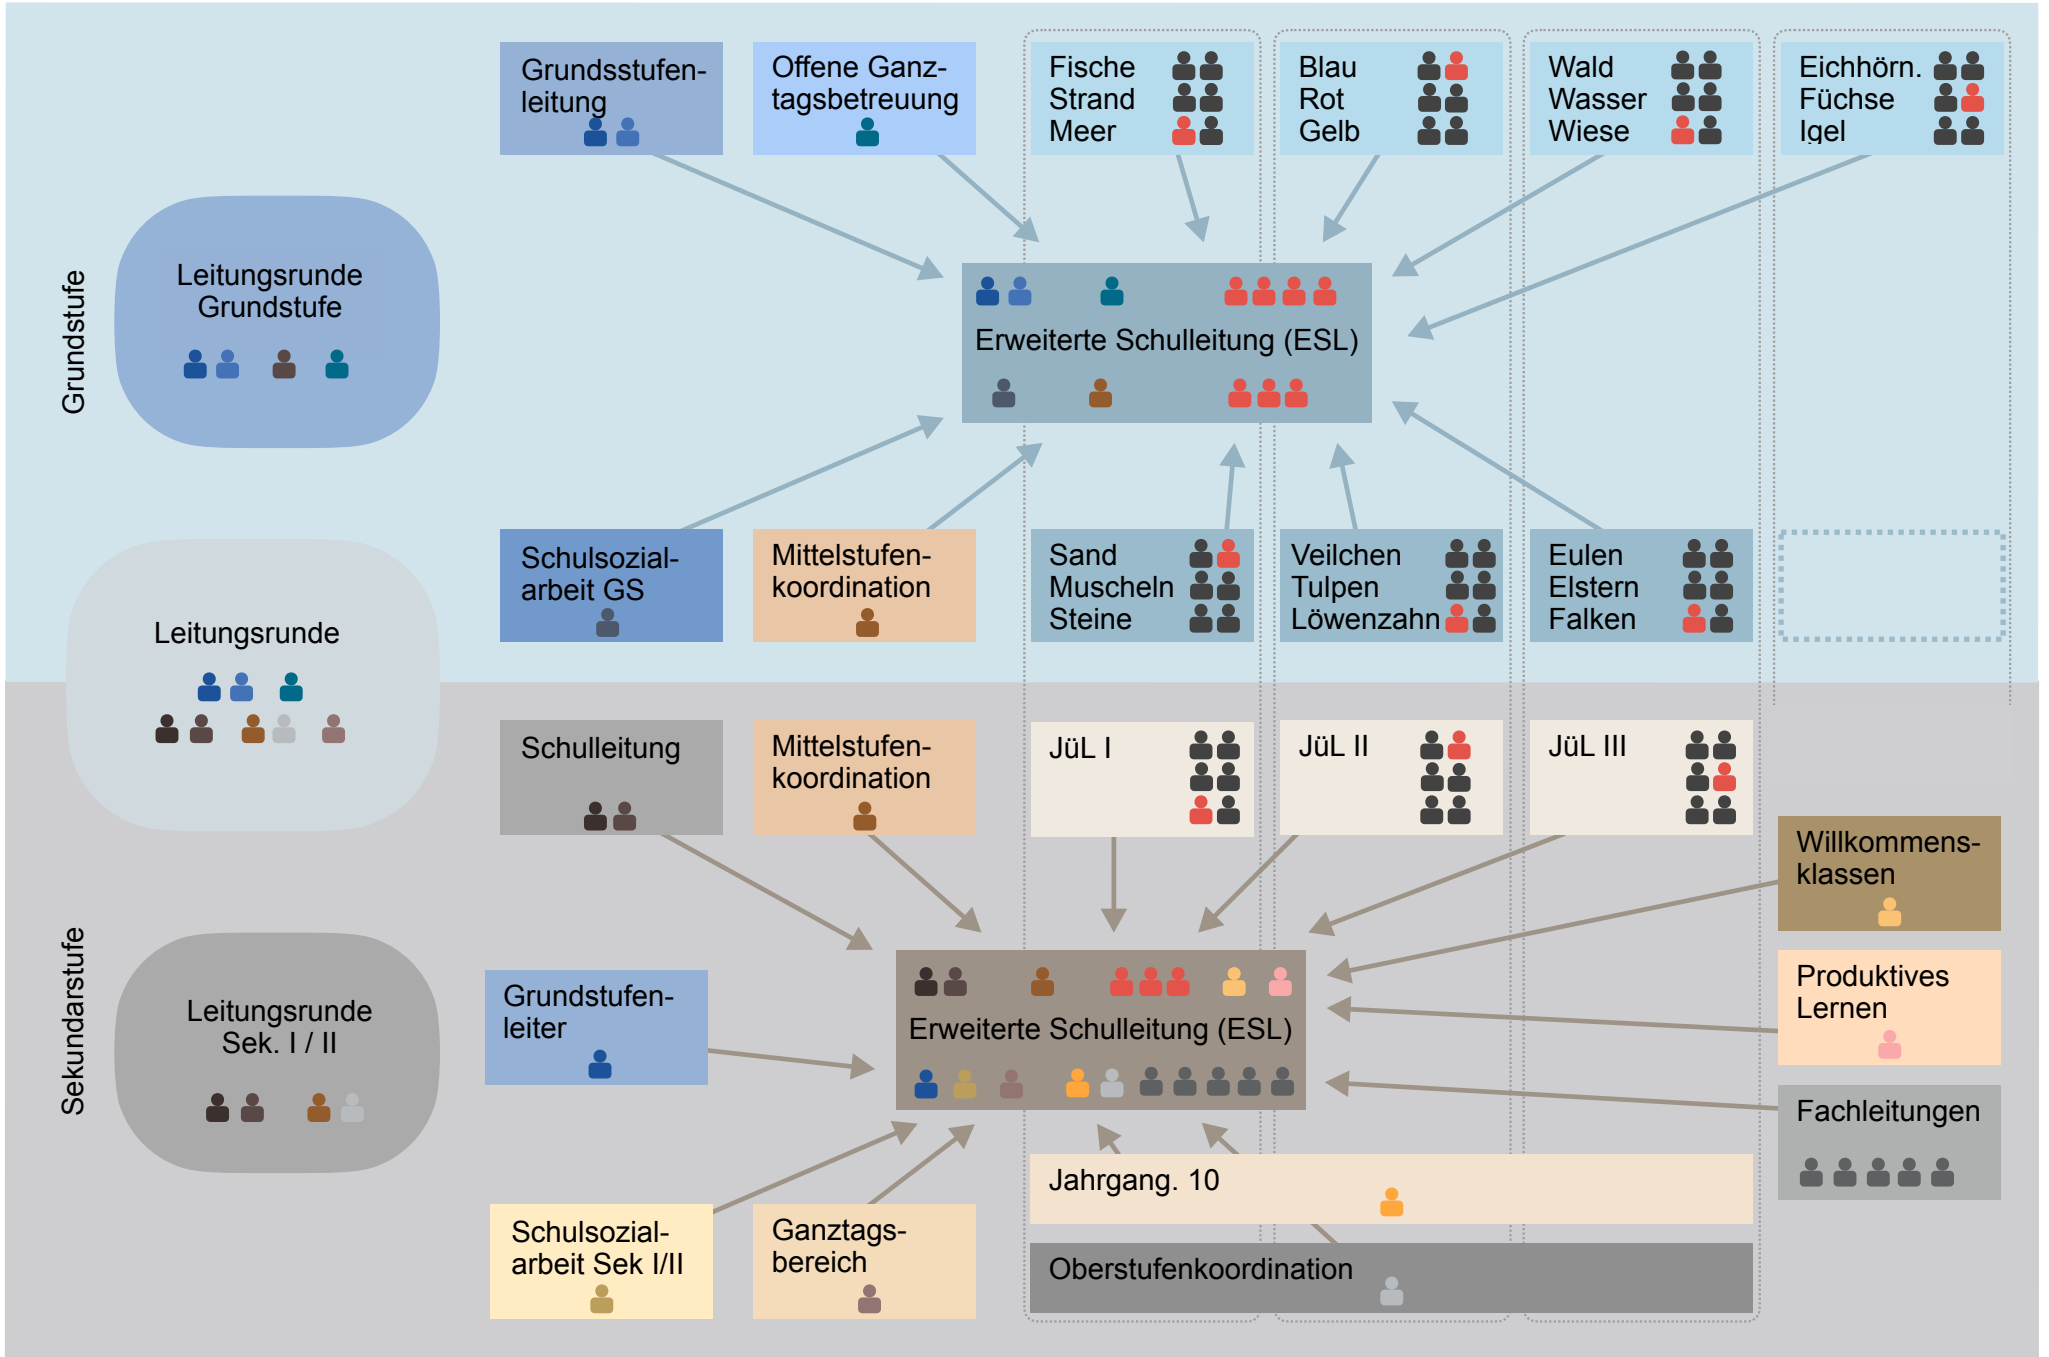 Grundsstufen-
leitung
Offene Ganz-
tagsbetreuung
Fische
Strand
Meer
Blau
Rot
Gelb
Wald
Wasser
Wiese
Eichhörn.
Füchse
Igel
Grundstufe
Leitungsrunde
Grundstufe
Erweiterte Schulleitung (ESL)
Schulsozial-
arbeit GS
Mittelstufen-
koordination
Sand
Muscheln
Steine
Veilchen
Tulpen
Löwenzahn
Eulen
Elstern
Falken
Leitungsrunde
Schulleitung
Mittelstufen-
koordination
JüL I
JüL II
JüL III
Willkommens-
klassen
Sekundarstufe
Leitungsrunde
Sek. I / II
Grundstufen-
leiter
Erweiterte Schulleitung (ESL)
Produktives
Lernen
Fachleitungen
Schulsozial-
arbeit Sek I/II
Ganztags-
bereich
Jahrgang. 10
Oberstufenkoordination